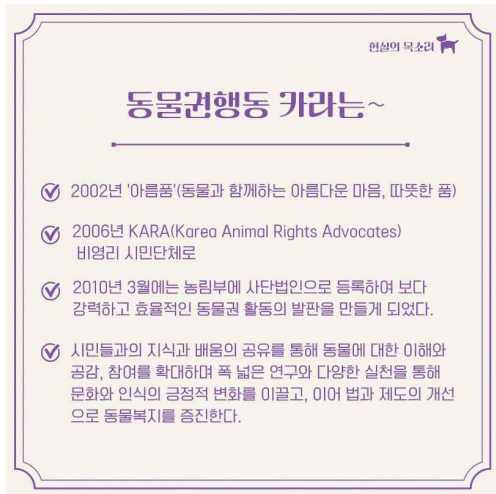 현실의 목소리
동물권행동 카라는~
2002년 '아름품'(동물과 함께하는 아름다운 마음, 따뜻한 품)
2006년 KARA(Karea Animal Rights Advocates)
비영리 시민단체로
2010년 3월에는 농림부에 사단법인으로 등록하여 보다
강력하고 효율적인 동물권 활동의 발판을 만들게 되었다.
시민들과의 지식과 배움의 공유를 통해 동물에 대한 이해와
공감, 참여를 확대하며 폭 넓은 연구와 다양한 실천을 통해
문화와 인식의 긍정적 변화를 이끌고, 이어 법과 제도의 개선
으로 동물복지를 증진한다.